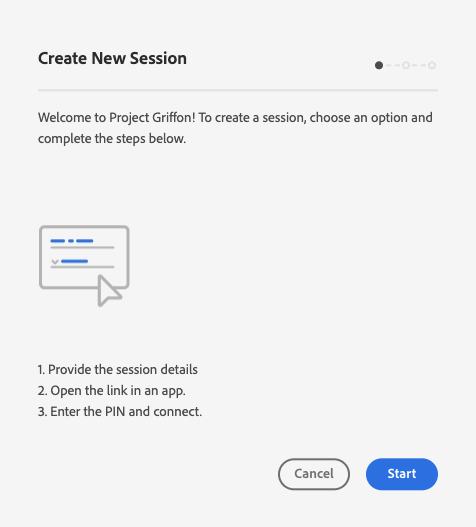 Create New Session
Welcome to Project Griffon! To create a session, choose an option and
complete the steps below.
1. Provide the session details
2. Open the link in an app.
3. Enter the PIN and connect.
Cancel
Start